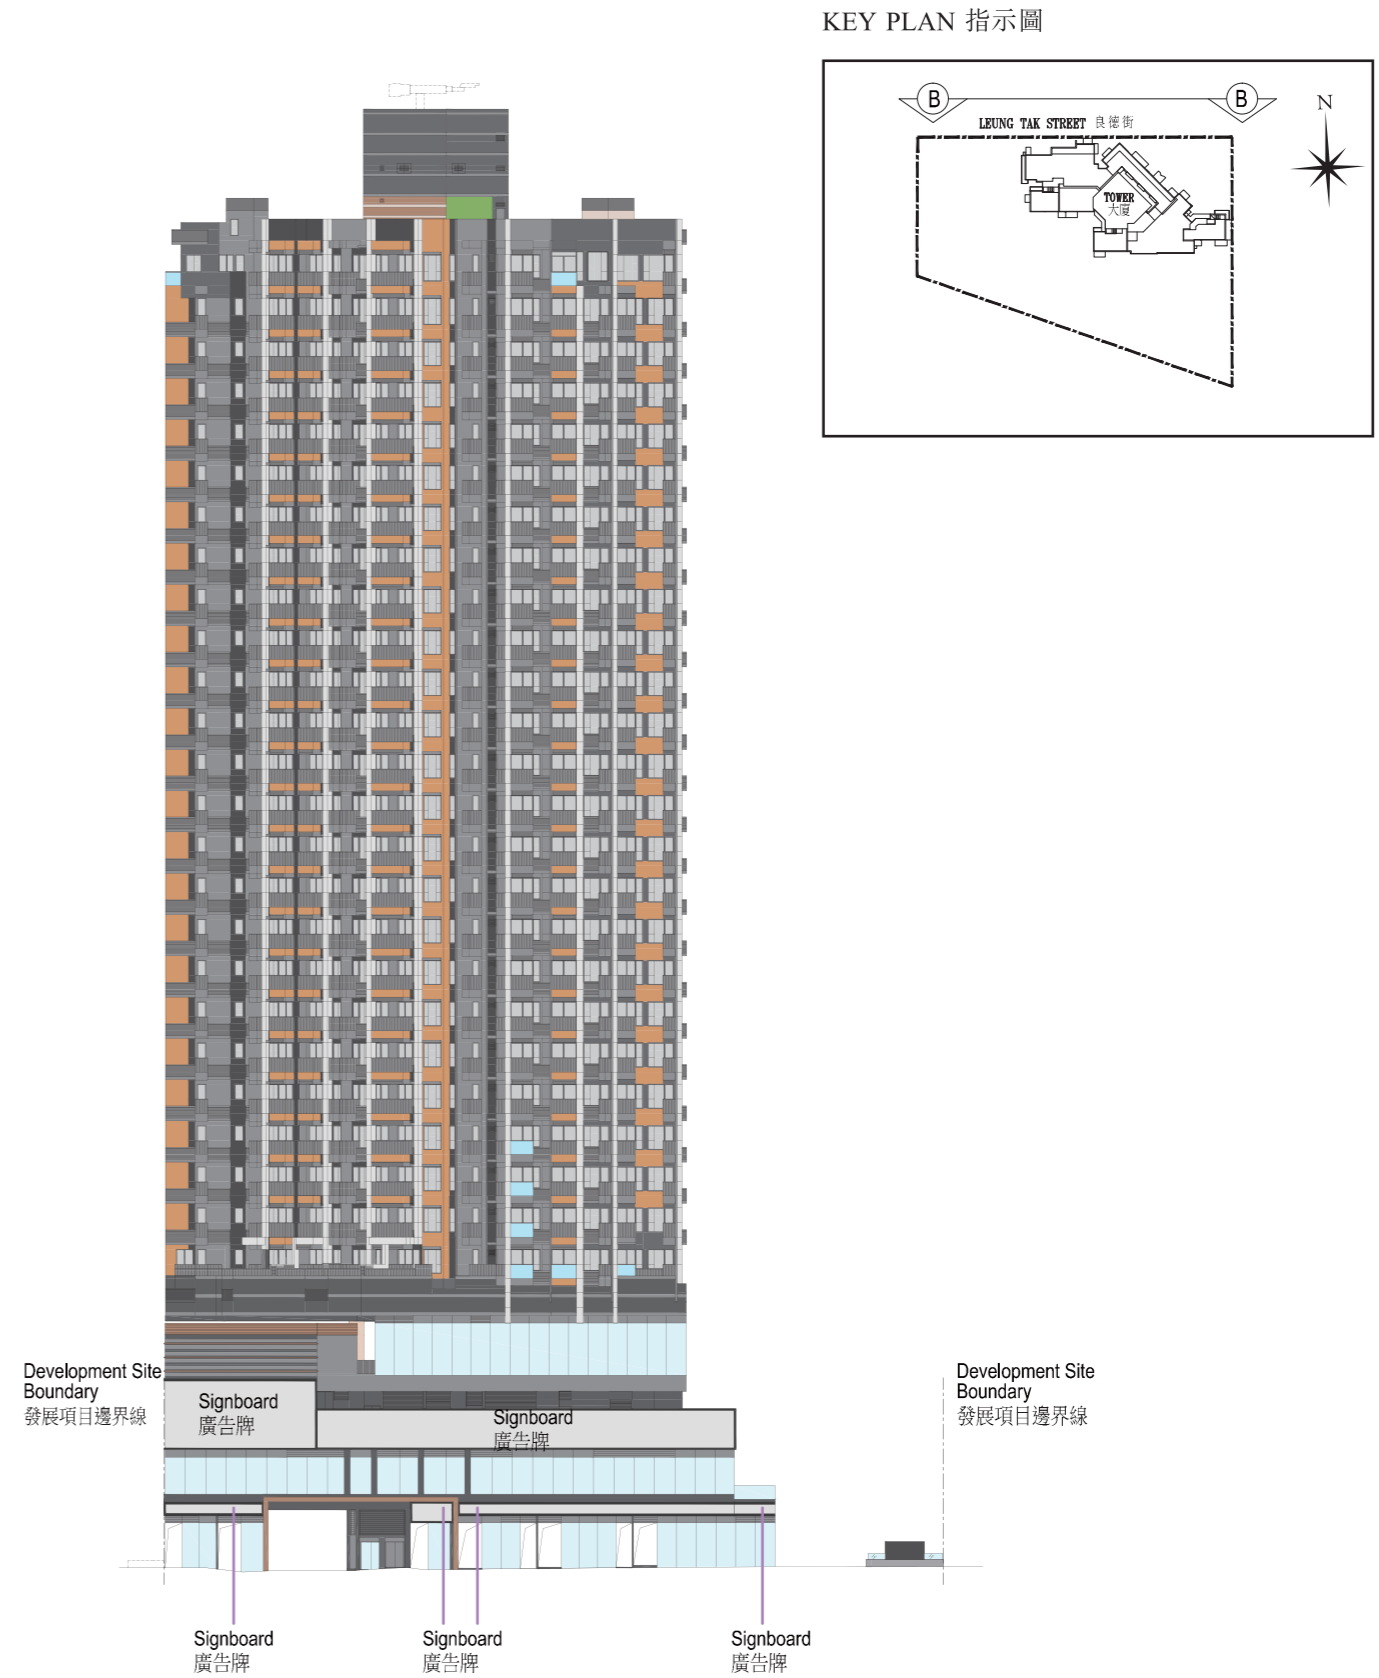 KEY PLAN 指示圖
B
B
N
LEUNG TAK STREET 良德街
TOWER
大廈
Development Site
Boundary
發展項目邊界線
Signboard
廣告牌
Signboard
廣告牌
Development Site
Boundary
發展項目邊界線
Signboard
廣告牌
Signboard
廣告牌
Signboard
廣告牌